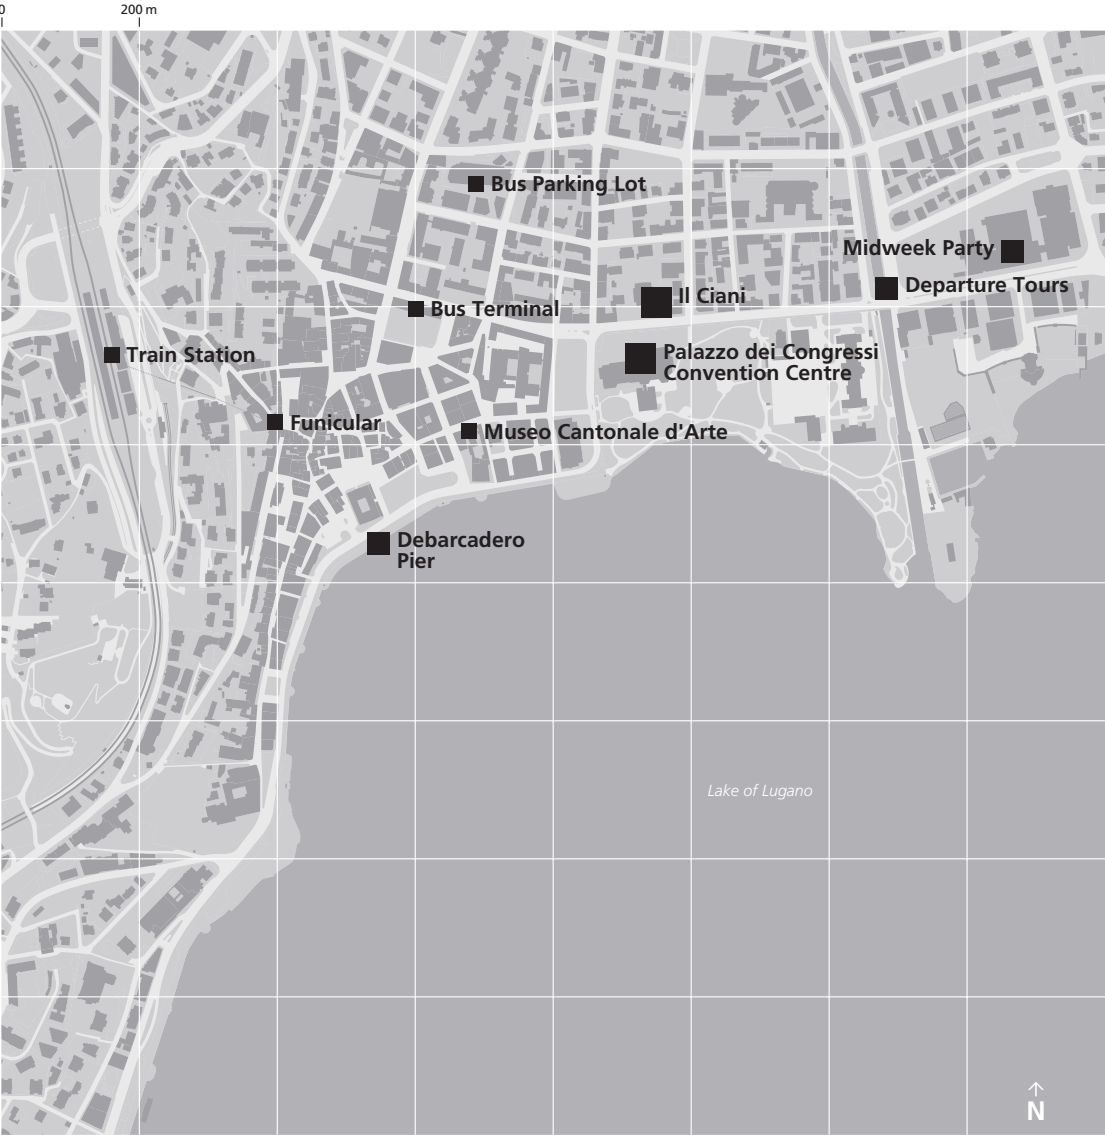 0
200 m
Bus Parking Lot
Midweek Party
Departure Tours
Il Ciani
Bus Terminal
Train Station
Palazzo dei Congressi
Convention Centre
Funicular
Museo Cantonale d'Arte
Debarcadero
Pier
Lake of Lugano
N